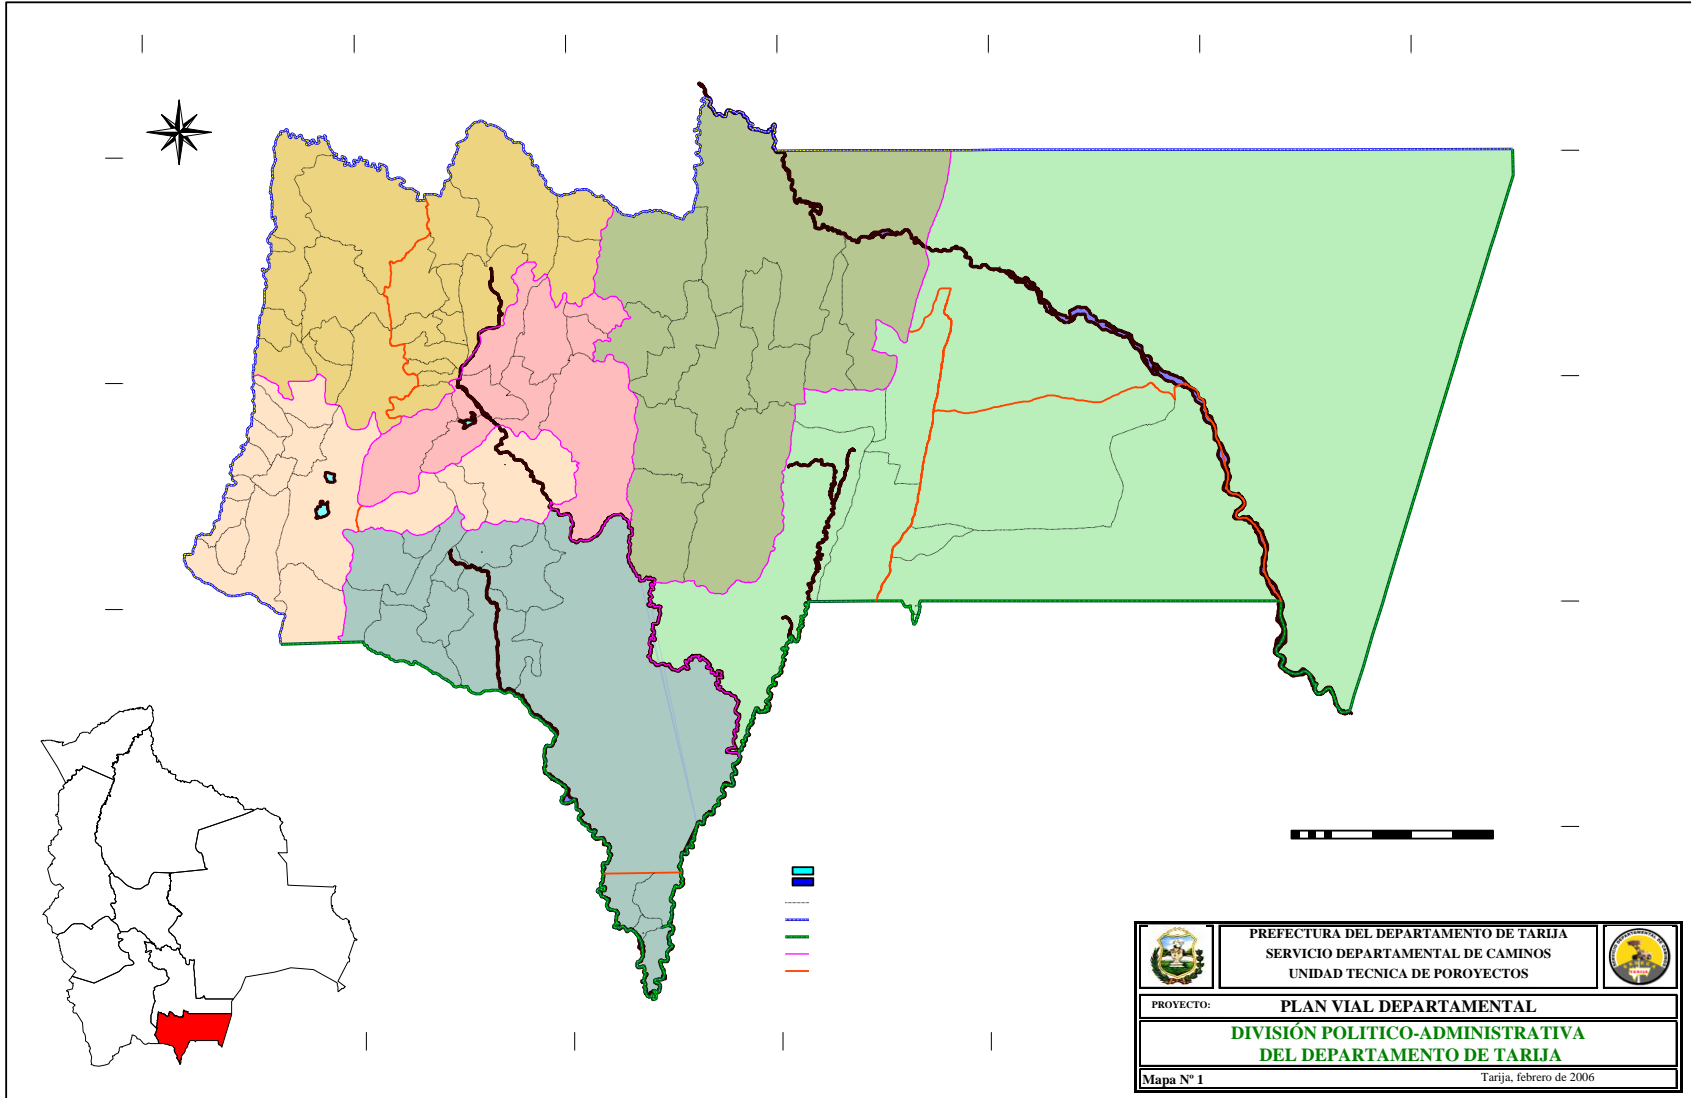 PREFECTURA DEL DEPARTAMENTO DE TARIJA
SERVICIO DEPARTAMENTAL DE CAMINOS
UNIDAD TECNICA DE POROYECTOS
PROYECTO: PLAN VIAL DEPARTAMENTAL
DIVISIÓN POLITICO-ADMINISTRATIVA
DEL DEPARTAMENTO DE TARIJA
Mapa Nº 1 Tarija, febrero de 2006